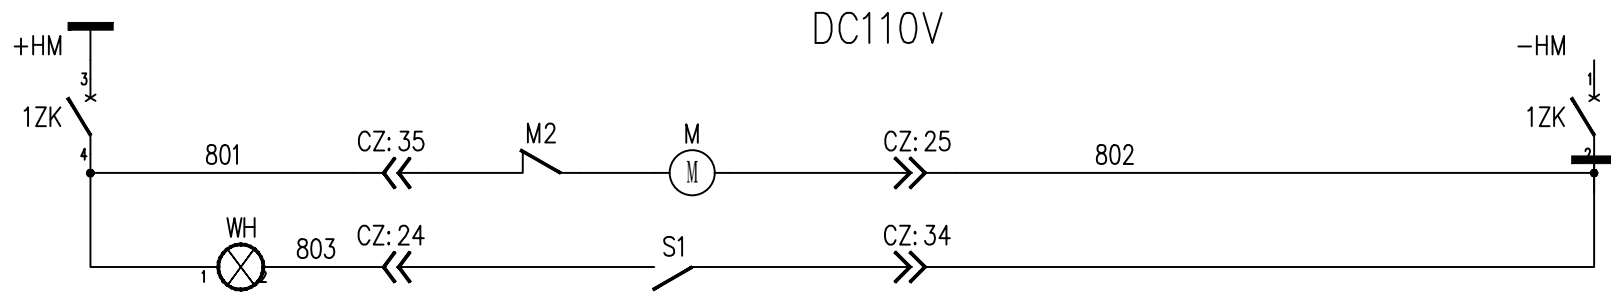 DC110V
+HM
-HM
3
1
1ZK
1ZK
4
2
801
CZ: 35
M2
M
M
CZ: 25
802
WH
1
2
803
CZ: 24
S1
CZ: 34